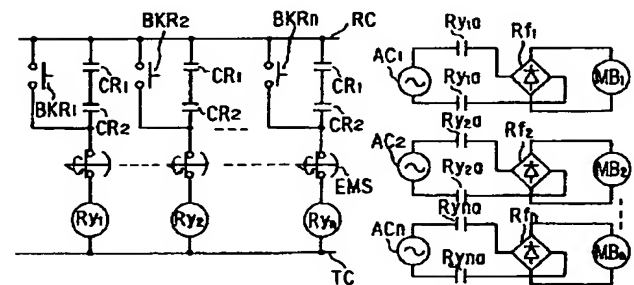 BKR2 BKRn RC
CR1 CR1 CR1
CR2 CR2 CR2
BKR1
EMS
Ry1 Ry2 Ryn
TC
AC1 Ry1a Rf1 MB1
Ry1a
AC2 Ry2a Rf2 MB2
Ry2a
ACn Ryna Rfn MBn
Ryna